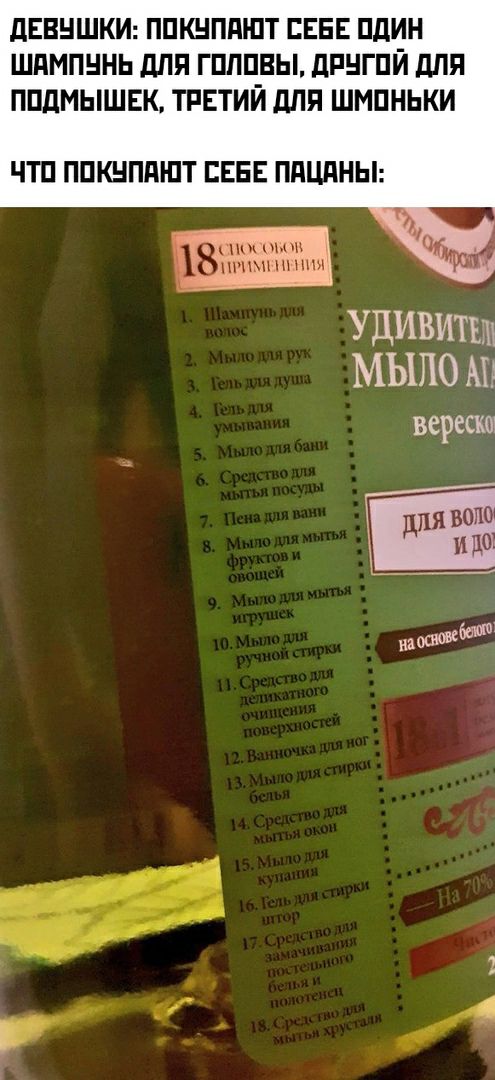 ДЕВУШКИ: ПОКУПАЮТ СЕБЕ ОДИН
ШАМПУНЬ ДЛЯ ГОЛОВЫ, ДРУГОЙ ДЛЯ
ПОДМЫШЕК, ТРЕТИЙ ДЛЯ ШМОНЬКИ
ЧТО ПОКУПАЮТ СЕБЕ ПАЦАНЫ:
18 СПОСОБОВ
ПРИМЕНЕНИЯ
1. Шампунь для
волос
2. Мыло для рук
3. Гель для душа
4. Гель для
умывания
5. Мыло для бани
6. Средство для
мытья посуды
7. Пена для ванн
8. Мыло для мытья
фруктов и
овощей
9. Мыло для мытья
игрушек
10. Мыло для
ручной стирки
11. Средство для
деликатного
очищения
поверхностей
12. Ванночка для ног
13. Мыло для стирки
белья
14. Средство для
мытья окон
15. Мыло для
купания
16. Гель для стирки
штор
17. Средство для
замачивания
постельного
белья и
полотенец
18. Средство для
мытья хрусталя
сибирской
УДИВИТЕЛ
МЫЛО АГА
вереско
ДЛЯ ВОЛО
И ДО
на основе белого
На 70%